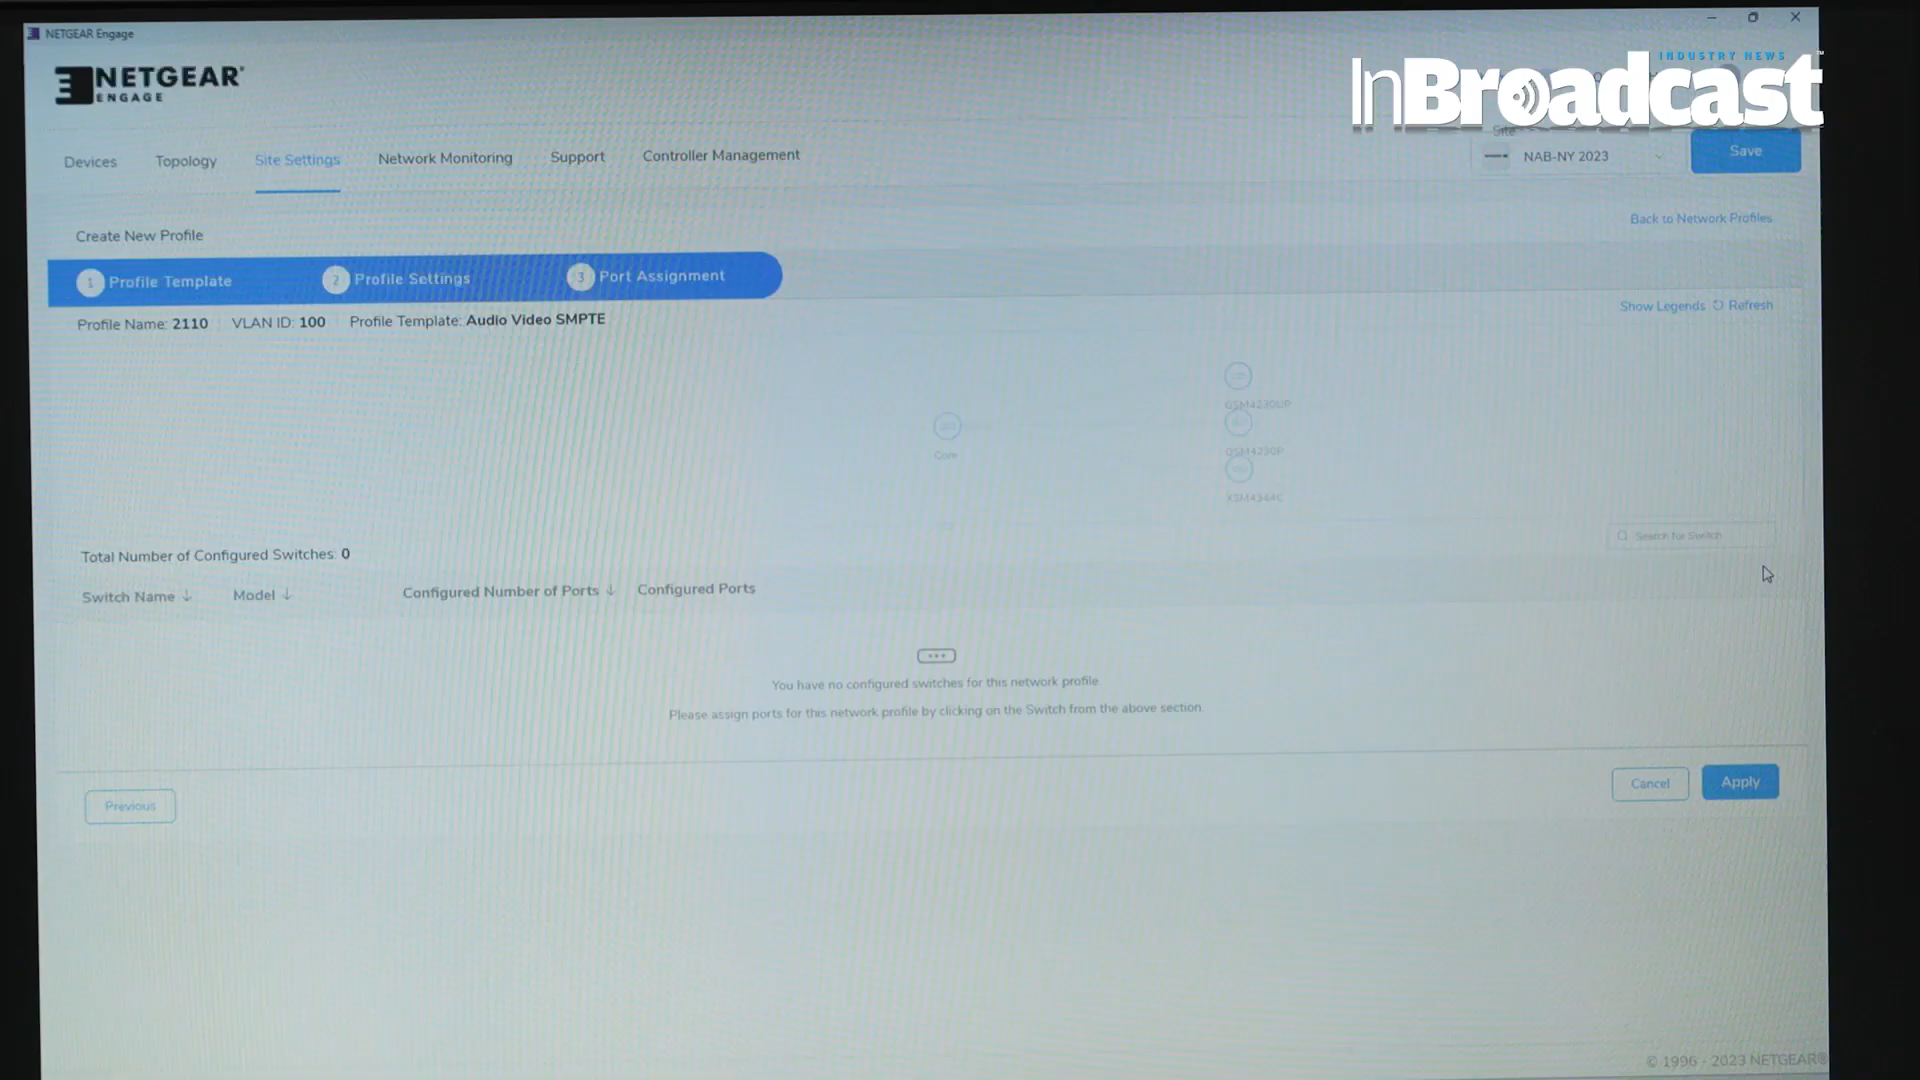 NETGEAR Engage
NETGEAR
ENGAGE
INDUSTRY NEWS
InBroadcast
Devices
Topology
Site Settings
Network Monitoring
Support
Controller Management
Site
NAB-NY 2023
Save
Create New Profile
Back to Network Profiles
1 Profile Template
2 Profile Settings
3 Port Assignment
Profile Name: 2110
VLAN ID: 100
Profile Template: Audio Video SMPTE
Show Legends
Refresh
GSM4230UP
Core
GSM4230P
XSM4344C
Search for Switch
Total Number of Configured Switches: 0
Switch Name
Model
Configured Number of Ports
Configured Ports
You have no configured switches for this network profile.
Please assign ports for this network profile by clicking on the Switch from the above section.
Previous
Cancel
Apply
© 1996 - 2023 NETGEAR®